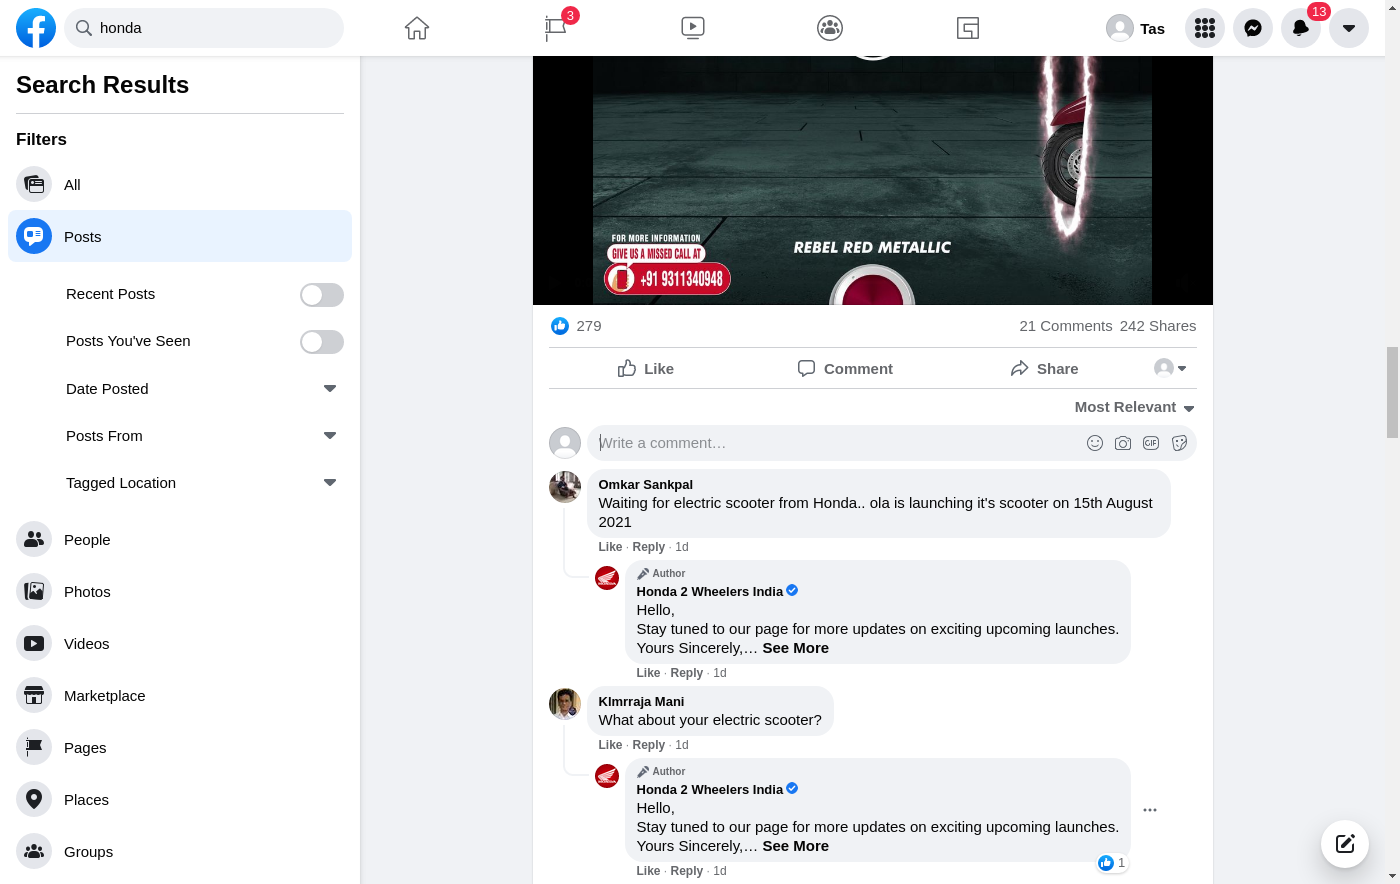 honda
3
Tas
13
Search Results
Filters
All
Posts
Recent Posts
Posts You've Seen
Date Posted
Posts From
Tagged Location
People
Photos
Videos
Marketplace
Pages
Places
Groups
FOR MORE INFORMATION
GIVE US A MISSED CALL AT
+91 9311340948
REBEL RED METALLIC
279
21 Comments 242 Shares
Like
Comment
Share
Most Relevant
Write a comment…
GIF
Omkar Sankpal
Waiting for electric scooter from Honda.. ola is launching it's scooter on 15th August
2021
Like · Reply · 1d
Author
Honda 2 Wheelers India
Hello,
Stay tuned to our page for more updates on exciting upcoming launches.
Yours Sincerely,… See More
Like · Reply · 1d
Klmrraja Mani
What about your electric scooter?
Like · Reply · 1d
Author
Honda 2 Wheelers India
Hello,
Stay tuned to our page for more updates on exciting upcoming launches.
Yours Sincerely,… See More
1
Like · Reply · 1d